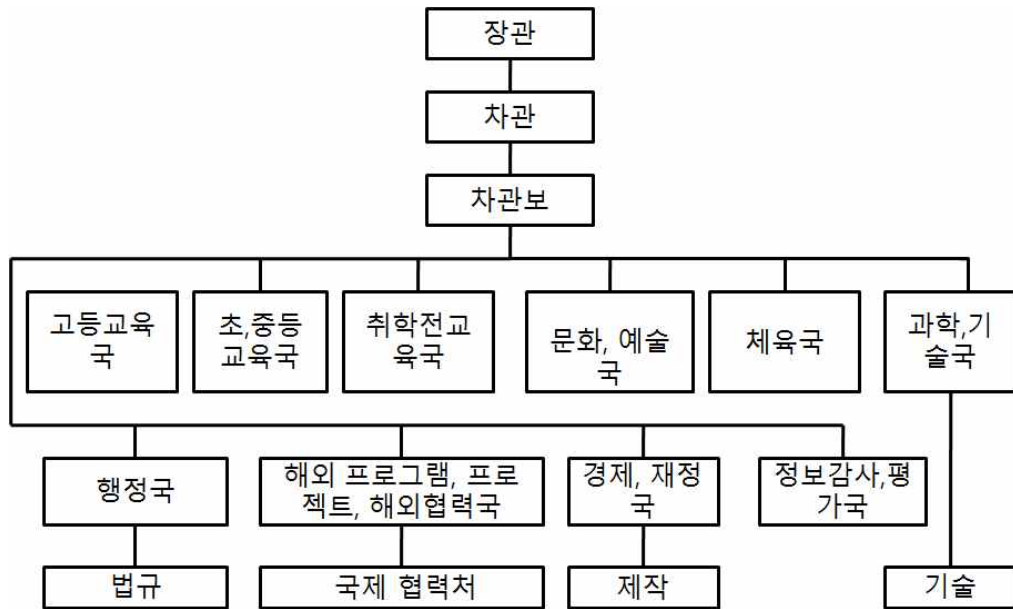 장관
차관
차관보
고등교육
국
초,중등
교육국
취학전교
육국
문화, 예술
국
체육국
과학,기
술국
행정국
해외 프로그램, 프로
젝트, 해외협력국
경제, 재정
국
정보감사,평
가국
법규
국제 협력처
제작
기술